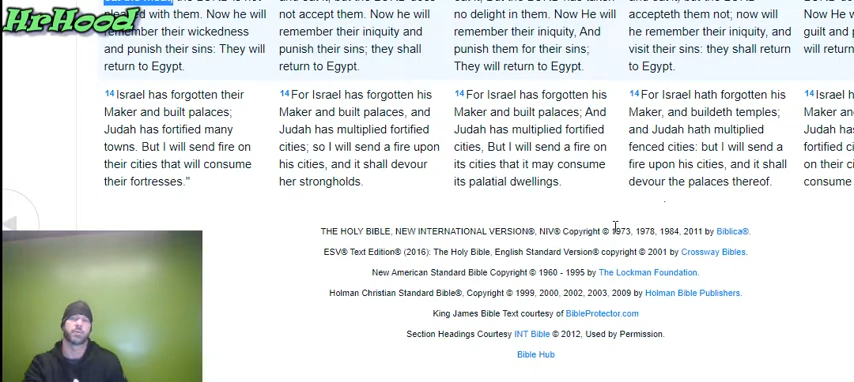 HrHood
the LORD is not
with them. Now he will
remember their wickedness
and punish their sins: They will
return to Egypt.
14 Israel has forgotten their
Maker and built palaces;
Judah has fortified many
towns. But I will send fire on
their cities that will consume
their fortresses."
not accept them. Now he will
remember their iniquity and
punish their sins; they shall
return to Egypt.
14 For Israel has forgotten his
Maker and built palaces, and
Judah has multiplied fortified
cities; so I will send a fire upon
his cities, and it shall devour
her strongholds.
no delight in them. Now He will
remember their iniquity, And
punish them for their sins;
They will return to Egypt.
14 For Israel has forgotten his
Maker and built palaces; And
Judah has multiplied fortified
cities, But I will send a fire on
its cities that it may consume
its palatial dwellings.
accepteth them not; now will
he remember their iniquity, and
visit their sins: they shall return
to Egypt.
14 For Israel hath forgotten his
Maker, and buildeth temples;
and Judah hath multiplied
fenced cities: but I will send a
fire upon his cities, and it shall
devour the palaces thereof.
Now He
guilt and
will return
Israel
Maker
Judah has
fortified
on their
consume
THE HOLY BIBLE, NEW INTERNATIONAL VERSION®, NIV® Copyright © 1973, 1978, 1984, 2011 by Biblica®.
ESV® Text Edition® (2016): The Holy Bible, English Standard Version® copyright © 2001 by Crossway Bibles.
New American Standard Bible Copyright © 1960 - 1995 by The Lockman Foundation.
Holman Christian Standard Bible®, Copyright © 1999, 2000, 2002, 2003, 2009 by Holman Bible Publishers.
King James Bible Text courtesy of BibleProtector.com
Section Headings Courtesy INT Bible © 2012, Used by Permission.
Bible Hub